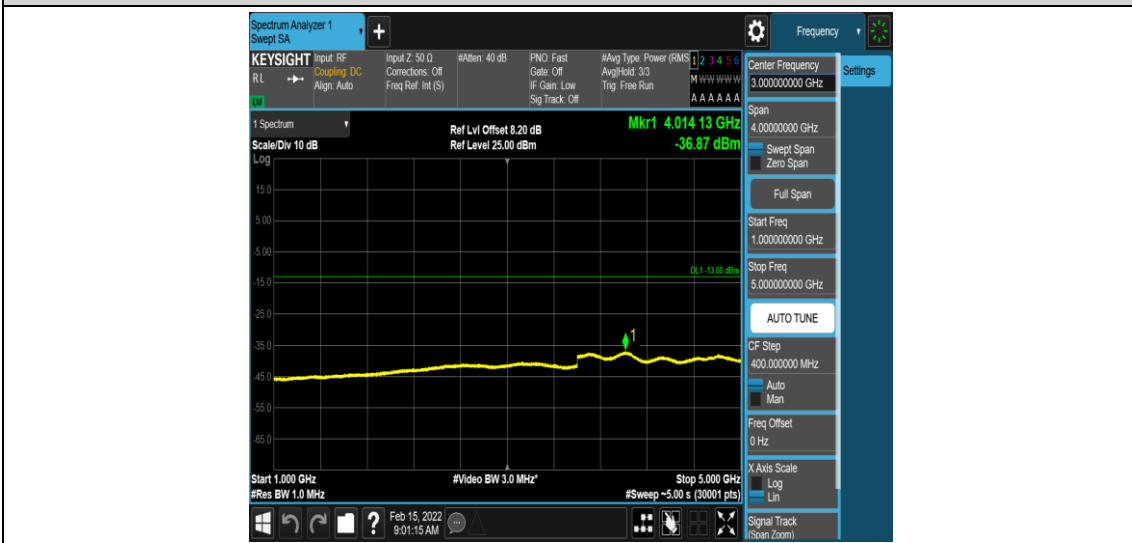 Spectrum Analyzer 1
Swept SA
+
Frequency
KEYSIGHT
RL
LXI
Input: RF
Coupling: DC
Align: Auto
Input Z: 50 Ω
Corrections: Off
Freq Ref: Int (S)
#Atten: 40 dB
PNO: Fast
Gate: Off
IF Gain: Low
Sig Track: Off
#Avg Type: Power (RMS
Avg|Hold: 3/3
Trig: Free Run
1 2 3 4 5 6
M W W W W W
A A A A A A
1 Spectrum
Scale/Div 10 dB
Log
Ref Lvl Offset 8.20 dB
Ref Level 25.00 dBm
Mkr1 4.014 13 GHz
-36.87 dBm
15.0
5.00
-5.00
-15.0
-25.0
-35.0
-45.0
-55.0
-65.0
DL1 -13.00 dBm
1
Start 1.000 GHz
#Res BW 1.0 MHz
#Video BW 3.0 MHz*
Stop 5.000 GHz
#Sweep ~5.00 s (30001 pts)
Center Frequency
3.000000000 GHz
Settings
Span
4.00000000 GHz
Swept Span
Zero Span
Full Span
Start Freq
1.000000000 GHz
Stop Freq
5.000000000 GHz
AUTO TUNE
CF Step
400.000000 MHz
Auto
Man
Freq Offset
0 Hz
X Axis Scale
Log
Lin
Signal Track
(Span Zoom)
?
Feb 15, 2022
9:01:15 AM